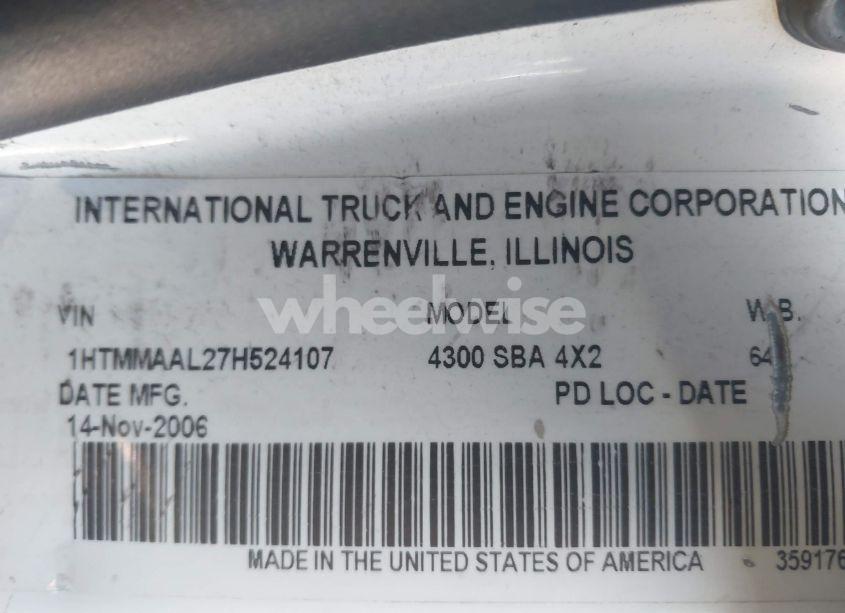 INTERNATIONAL TRUCK AND ENGINE CORPORATION
WARRENVILLE, ILLINOIS
wheelwise
VIN MODEL W.B.
1HTMMAAL27H524107 4300 SBA 4X2
DATE MFG. PD LOC - DATE
14-Nov-2006
MADE IN THE UNITED STATES OF AMERICA 359176